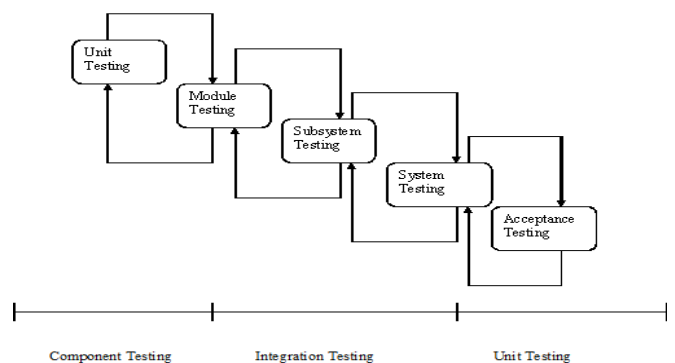 Unit
Testing
Module
Testing
Subsystem
Testing
System
Testing
Acceptance
Testing
Component Testing
Integration Testing
Unit Testing